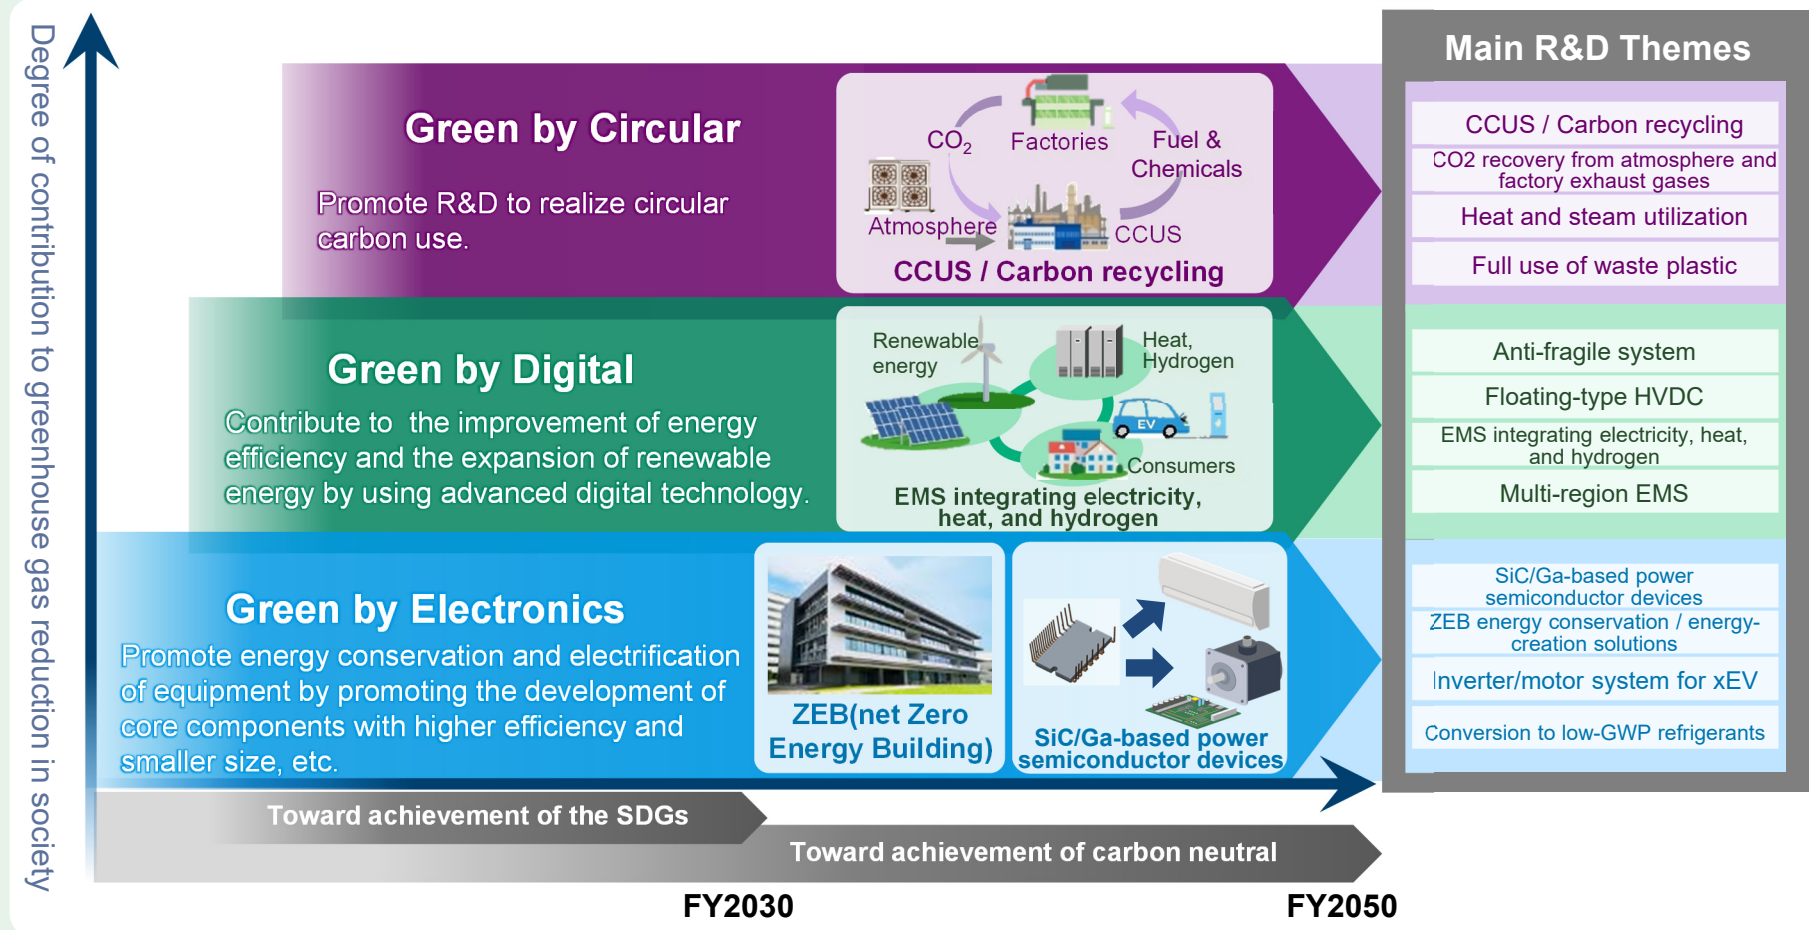 Degree of contribution to greenhouse gas reduction in society
Green by Circular
Promote R&D to realize circular
carbon use.
CO2
Factories
Fuel &
Chemicals
Atmosphere
CCUS
CCUS / Carbon recycling
Green by Digital
Contribute to the improvement of energy
efficiency and the expansion of renewable
energy by using advanced digital technology.
Renewable
energy
Heat,
Hydrogen
EV
Consumers
EMS integrating electricity,
heat, and hydrogen
Green by Electronics
Promote energy conservation and electrification
of equipment by promoting the development of
core components with higher efficiency and
smaller size, etc.
ZEB(net Zero
Energy Building)
SiC/Ga-based power
semiconductor devices
Main R&D Themes
CCUS / Carbon recycling
CO2 recovery from atmosphere and
factory exhaust gases
Heat and steam utilization
Full use of waste plastic
Anti-fragile system
Floating-type HVDC
EMS integrating electricity, heat,
and hydrogen
Multi-region EMS
SiC/Ga-based power
semiconductor devices
ZEB energy conservation / energy-
creation solutions
Inverter/motor system for xEV
Conversion to low-GWP refrigerants
Toward achievement of the SDGs
Toward achievement of carbon neutral
FY2030
FY2050